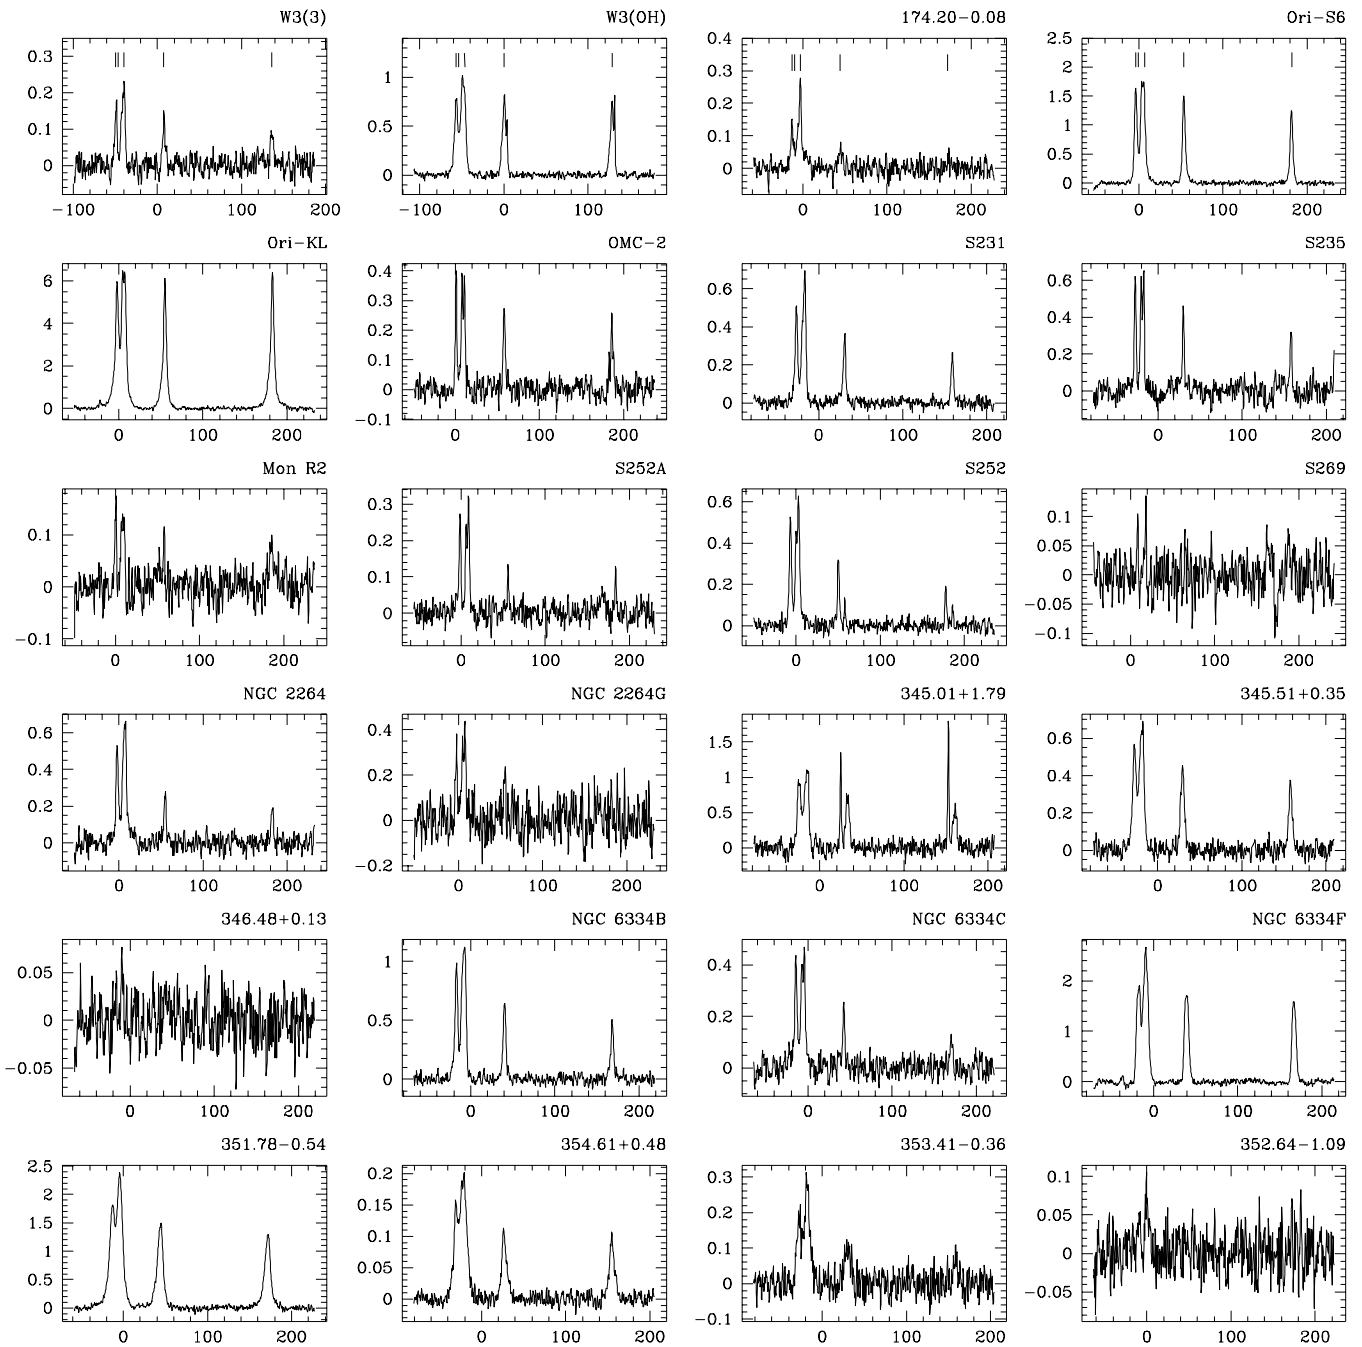 W3(3) W3(OH) 174.20-0.08 Ori-S6
0.3 1 0.4 2.5
0.2 0.5 0.3 2
0.1 0 0.2 1.5
0 0.1 1
0 0.5
0
-100 0 100 200 -100 0 100 0 100 200 0 100 200
Ori-KL OMC-2 S231 S235
6 0.4 0.6 0.6
4 0.3 0.4 0.4
2 0.2 0.2 0.2
0 0.1 0 0
0
-0.1
0 100 200 0 100 200 0 100 200 0 100 200
Mon R2 S252A S252 S269
0.1 0.3 0.6 0.1
0 0.2 0.4 0.05
-0.1 0.1 0.2 0
0 0 -0.05
-0.1
0 100 200 0 100 200 0 100 200 0 100 200
NGC 2264 NGC 2264G 345.01+1.79 345.51+0.35
0.6 0.4 1.5 0.6
0.4 0.2 1 0.4
0.2 0 0.5 0.2
0 -0.2 0 0
0 100 200 0 100 200 0 100 200 0 100 200
346.48+0.13 NGC 6334B NGC 6334C NGC 6334F
0.05 1 0.4 2
0 0.5 0.2 1
-0.05 0 0 0
0 100 200 0 100 200 0 100 200 0 100 200
351.78-0.54 354.61+0.48 353.41-0.36 352.64-1.09
2.5 0.2 0.3 0.1
2 0.15 0.2 0.05
1.5 0.1 0.1 0
1 0.05 0 -0.05
0.5 0 -0.1
0
0 100 200 0 100 200 0 100 200 0 100 200